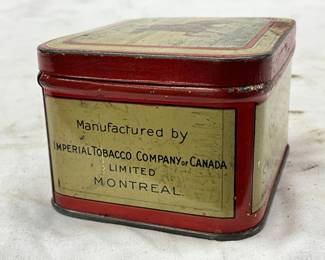 Manufactured by
IMPERIAL TOBACCO COMPANY OF CANADA
LIMITED
MONTREAL